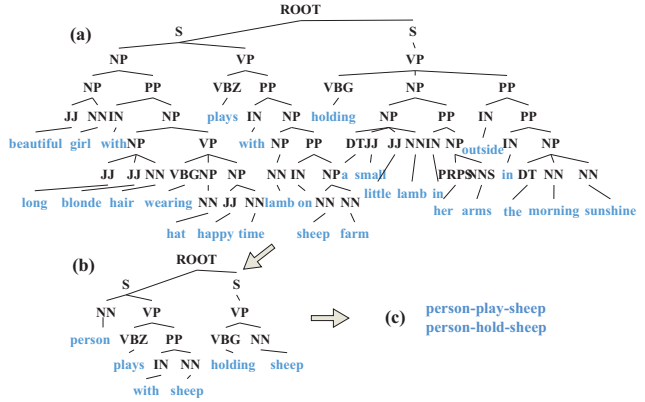 ROOT
(a) S S
NP VP VP
NP PP VBZ PP VBG NP PP
JJ NN IN NP plays IN NP holding NP PP IN PP
beautiful girl with NP VP with NP PP DT JJ JJ NN IN NP outside IN NP
JJ JJ NN VBG NP NP NN IN NP a small PRPS NNS in DT NN NN
long blonde hair wearing NN JJ NN lamb on NN NN little lamb in her arms the morning sunshine
hat happy time sheep farm
(b) ROOT
S S
NN VP VP
person VBZ PP VBG NN
plays IN NN holding sheep
with sheep
(c) person-play-sheep
person-hold-sheep